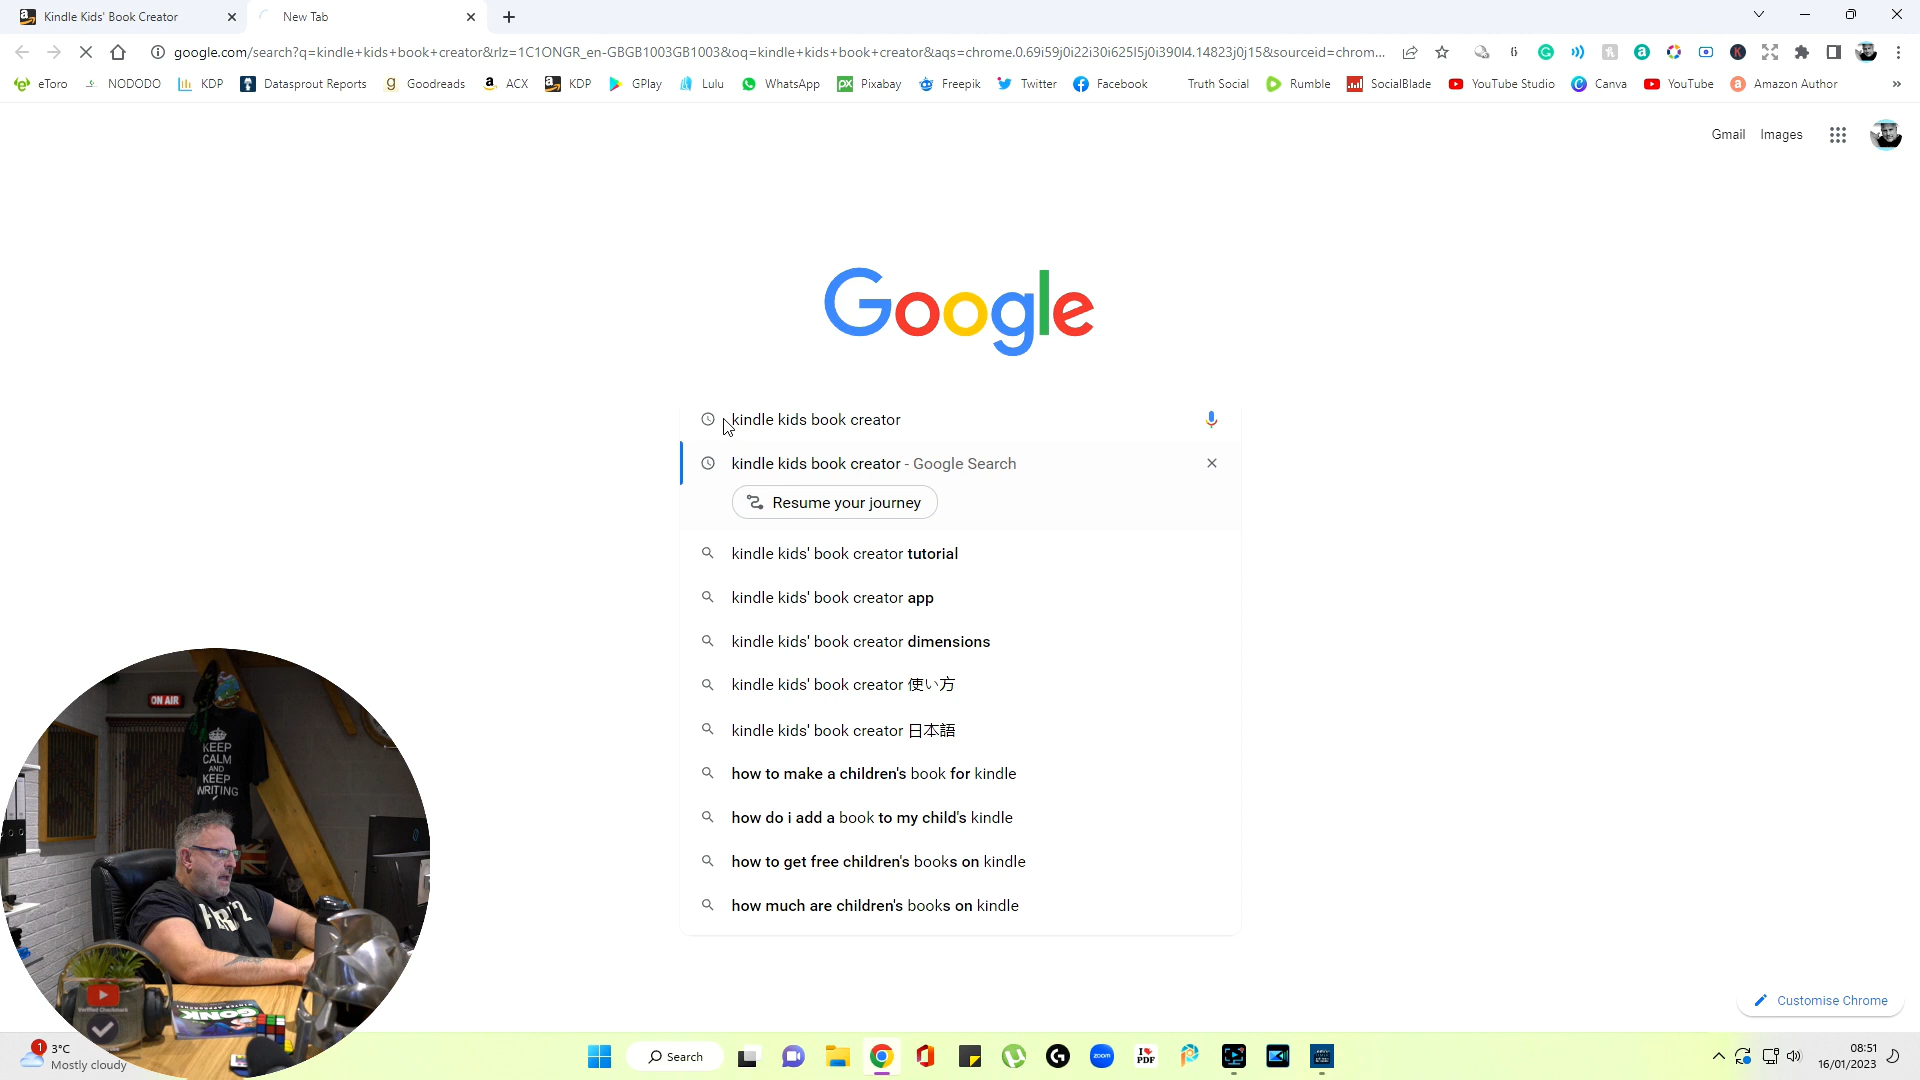 Kindle Kids' Book Creator
New Tab
google.com/search?q=kindle+kids+book+creator&rlz=1C1ONGR_en-GBGB1003GB1003&oq=kindle+kids+book+creator&aqs=chrome.0.69i59j0i22i30i625l5j0i390l4.14823j0j15&sourceid=chrom...
eToro NODODO KDP Datasprout Reports Goodreads ACX KDP GPlay Lulu WhatsApp Pixabay Freepik Twitter Facebook Truth Social Rumble SocialBlade YouTube Studio Canva YouTube Amazon Author »
Gmail Images
Google
kindle kids book creator
kindle kids book creator - Google Search
Resume your journey
kindle kids' book creator tutorial
kindle kids' book creator app
kindle kids' book creator dimensions
kindle kids' book creator 使い方
kindle kids' book creator 日本語
how to make a children's book for kindle
how do i add a book to my child's kindle
how to get free children's books on kindle
how much are children's books on kindle
Customise Chrome
ON AIR
KEEP
CALM
AND
KEEP
WRITING
GONK
1
3°C
Mostly cloudy
Search
zoom
I PDF
08:51
16/01/2023